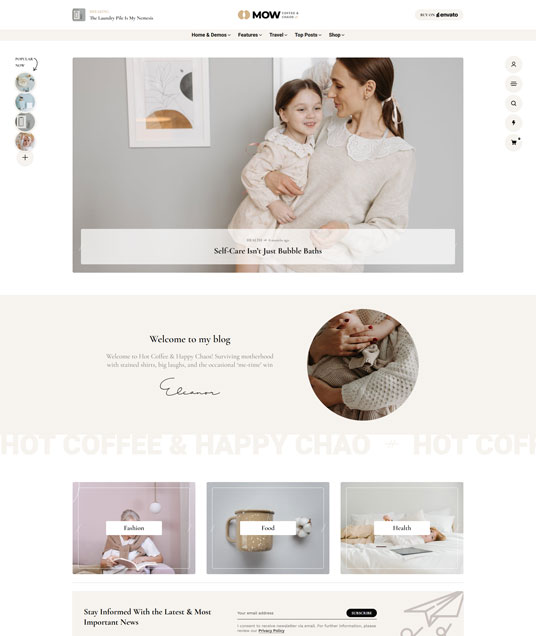 The Laundry Pile Is My Nemesis
MOW
COFFEE &
BUY ON envato
Home & Demos
Features
Travel
Top Posts
Shop
POPULAR
NOW
HEALTH
Self-Care Isn't Just Bubble Baths
Welcome to my blog
Welcome to Hot Coffee & Happy Chaos! Surviving motherhood
with stained shirts, big laughs, and the occasional 'me-time' win
Eleanor
HOT COFFEE & HAPPY CHAO
HOT COFF
Fashion
Food
Health
Stay Informed With the Latest & Most
Important News
Your email address
SUBSCRIBE
I consent to receive newsletter via email. For further information, please
review our Privacy Policy